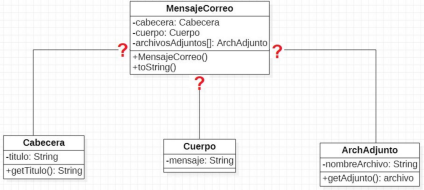 MensajeCorreo
-cabecera: Cabecera
-cuerpo: Cuerpo
-archivosAdjuntos[]: ArchAdjunto
+MensajeCorreo()
+toString()
?
?
?
Cabecera
-titulo: String
+getTitulo(): String
Cuerpo
-mensaje: String
ArchAdjunto
-nombreArchivo: String
+getAdjunto(): archivo